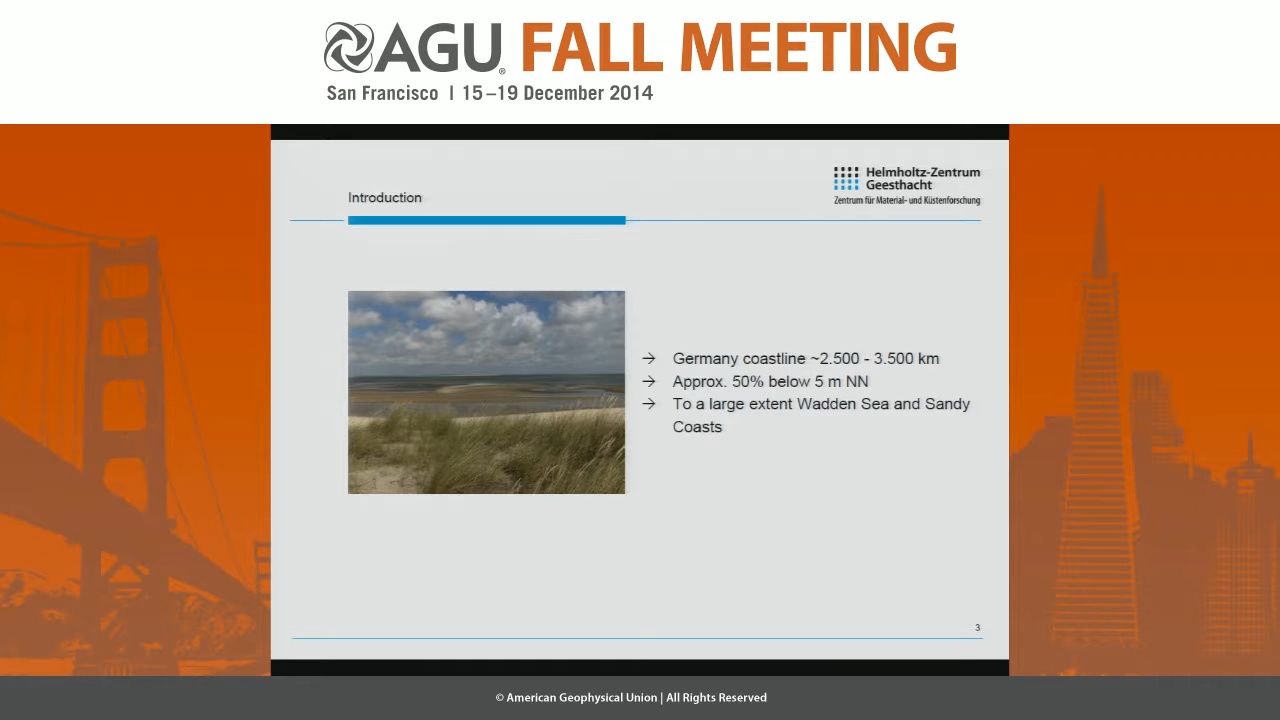 AGU® FALL MEETING
San Francisco | 15–19 December 2014
Helmholtz-Zentrum
Geesthacht
Zentrum für Material- und Küstenforschung
Introduction
→ Germany coastline ~2.500 - 3.500 km
→ Approx. 50% below 5 m NN
→ To a large extent Wadden Sea and Sandy
Coasts
3
© American Geophysical Union | All Rights Reserved